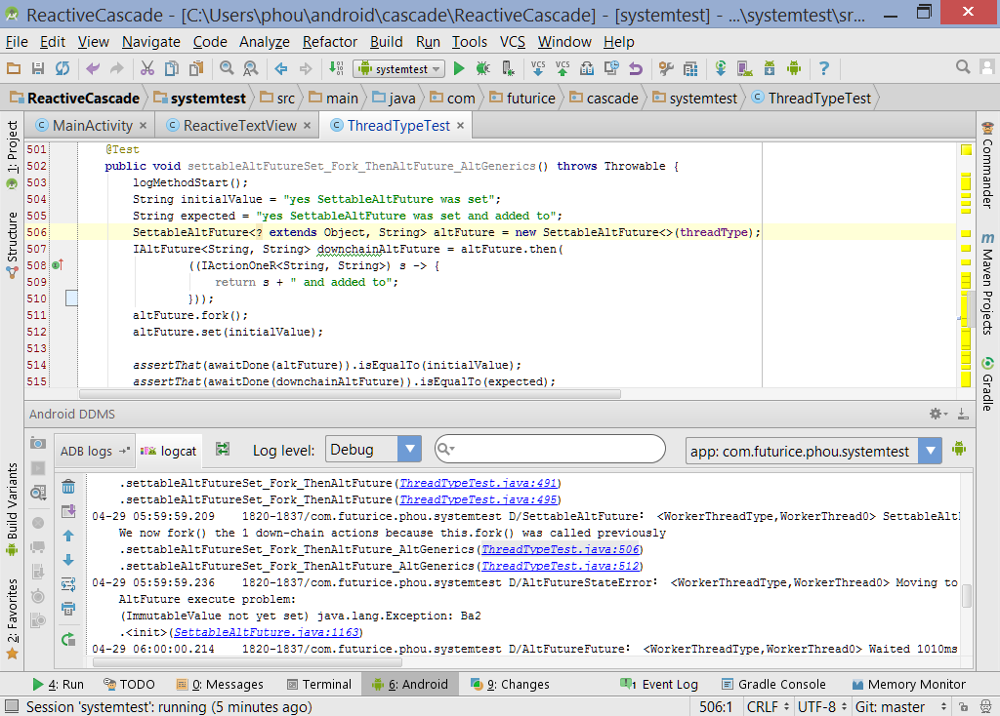 ReactiveCascade - [C:\Users\phou\android\cascade\ReactiveCascade] - [systemtest] - ...\systemtest\sr...
File Edit View Navigate Code Analyze Refactor Build Run Tools VCS Window Help
systemtest VCS VCS ?
ReactiveCascade systemtest src main java com futurice cascade systemtest ThreadTypeTest
MainActivity × ReactiveTextView × ThreadTypeTest ×
1: Project
Structure
Build Variants
2: Favorites
Commander
Maven Projects
Gradle
501 @Test
502 public void settableAltFutureSet_Fork_ThenAltFuture_AltGenerics() throws Throwable {
503 logMethodStart();
504 String initialValue = "yes SettableAltFuture was set";
505 String expected = "yes SettableAltFuture was set and added to";
506 SettableAltFuture<? extends Object, String> altFuture = new SettableAltFuture<>(threadType);
507 IAltFuture<String, String> downchainAltFuture = altFuture.then(
508 ((IActionOneR<String, String>) s -> {
509 return s + " and added to";
510 }));
511 altFuture.fork();
512 altFuture.set(initialValue);
513
514 assertThat(awaitDone(altFuture)).isEqualTo(initialValue);
515 assertThat(awaitDone(downchainAltFuture)).isEqualTo(expected);
Android DDMS
ADB logs logcat Log level: Debug app: com.futurice.phou.systemtest
.settableAltFutureSet_Fork_ThenAltFuture(ThreadTypeTest.java:491)
.settableAltFutureSet_Fork_ThenAltFuture(ThreadTypeTest.java:495)
04-29 05:59:59.209 1820-1837/com.futurice.phou.systemtest D/SettableAltFuture: <WorkerThreadType,WorkerThread0> SettableAltF
We now fork() the 1 down-chain actions because this.fork() was called previously
.settableAltFutureSet_Fork_ThenAltFuture_AltGenerics(ThreadTypeTest.java:506)
.settableAltFutureSet_Fork_ThenAltFuture_AltGenerics(ThreadTypeTest.java:512)
04-29 05:59:59.236 1820-1837/com.futurice.phou.systemtest D/AltFutureStateError: <WorkerThreadType,WorkerThread0> Moving to
AltFuture execute problem:
(ImmutableValue not yet set) java.lang.Exception: Ba2
.<init>(SettableAltFuture.java:1163)
04-29 06:00:00.214 1820-1837/com.futurice.phou.systemtest D/AltFutureFuture: <WorkerThreadType,WorkerThread0> Waited 1010ms
4: Run TODO 0: Messages Terminal 6: Android 9: Changes Event Log Gradle Console Memory Monitor
Session 'systemtest': running (5 minutes ago) 506:1 CRLF UTF-8 Git: master